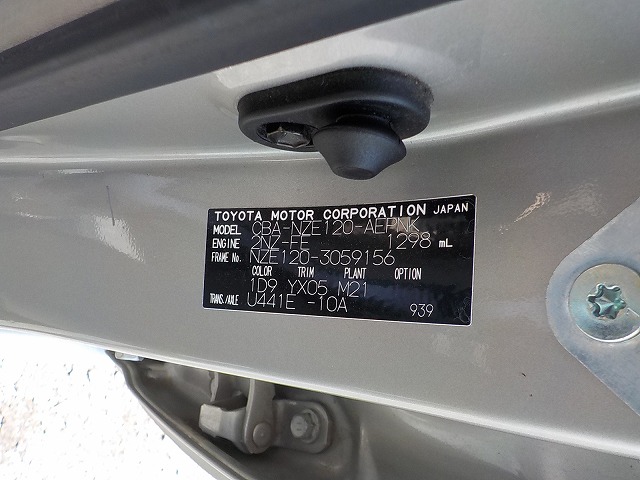 TOYOTA MOTOR CORPORATION JAPAN
MODEL CBA-NZE120-AEPNK
ENGINE 2NZ-FE 1298 mL
FRAME No. NZE120-3059156
COLOR TRIM PLANT OPTION
1D9 YX05 M21
TRANS./AXLE U441E -10A
939